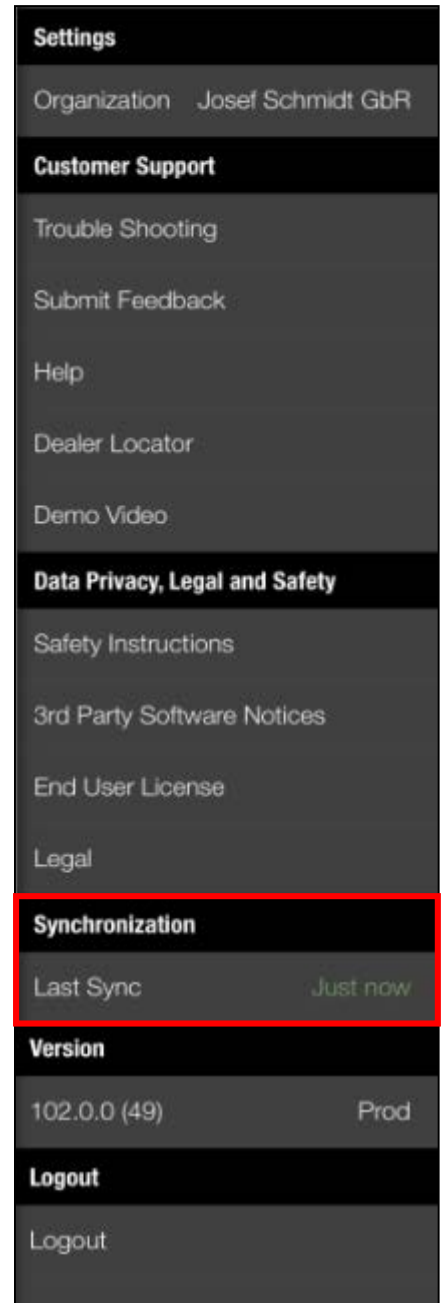 Settings
Organization Josef Schmidt GbR
Customer Support
Trouble Shooting
Submit Feedback
Help
Dealer Locator
Demo Video
Data Privacy, Legal and Safety
Safety Instructions
3rd Party Software Notices
End User License
Legal
Synchronization
Last Sync Just now
Version
102.0.0 (49) Prod
Logout
Logout